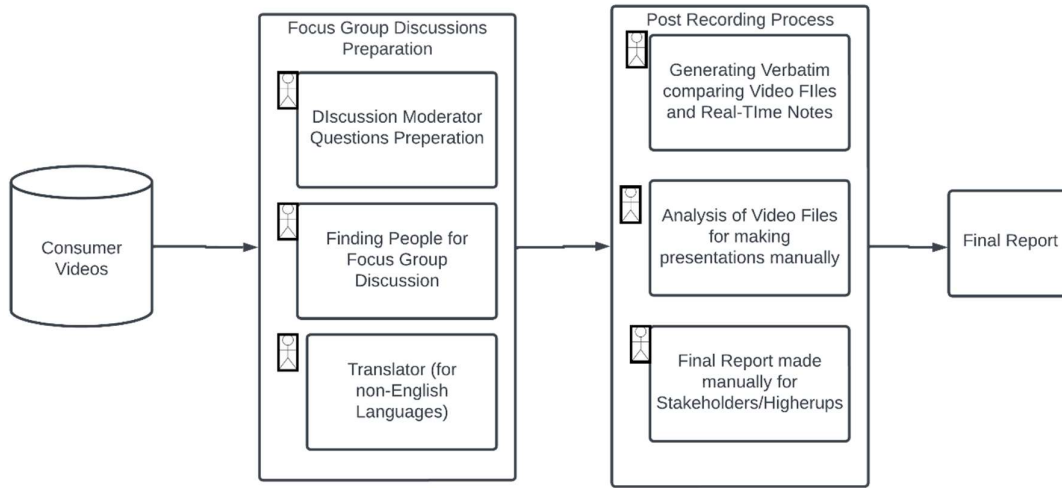 Consumer
Videos
Focus Group Discussions
Preparation
DIscussion Moderator
Questions Preperation
Finding People for
Focus Group
Discussion
Translator (for
non-English
Languages)
Post Recording Process
Generating Verbatim
comparing Video FIles
and Real-TIme Notes
Analysis of Video Files
for making
presentations manually
Final Report made
manually for
Stakeholders/Higherups
Final Report